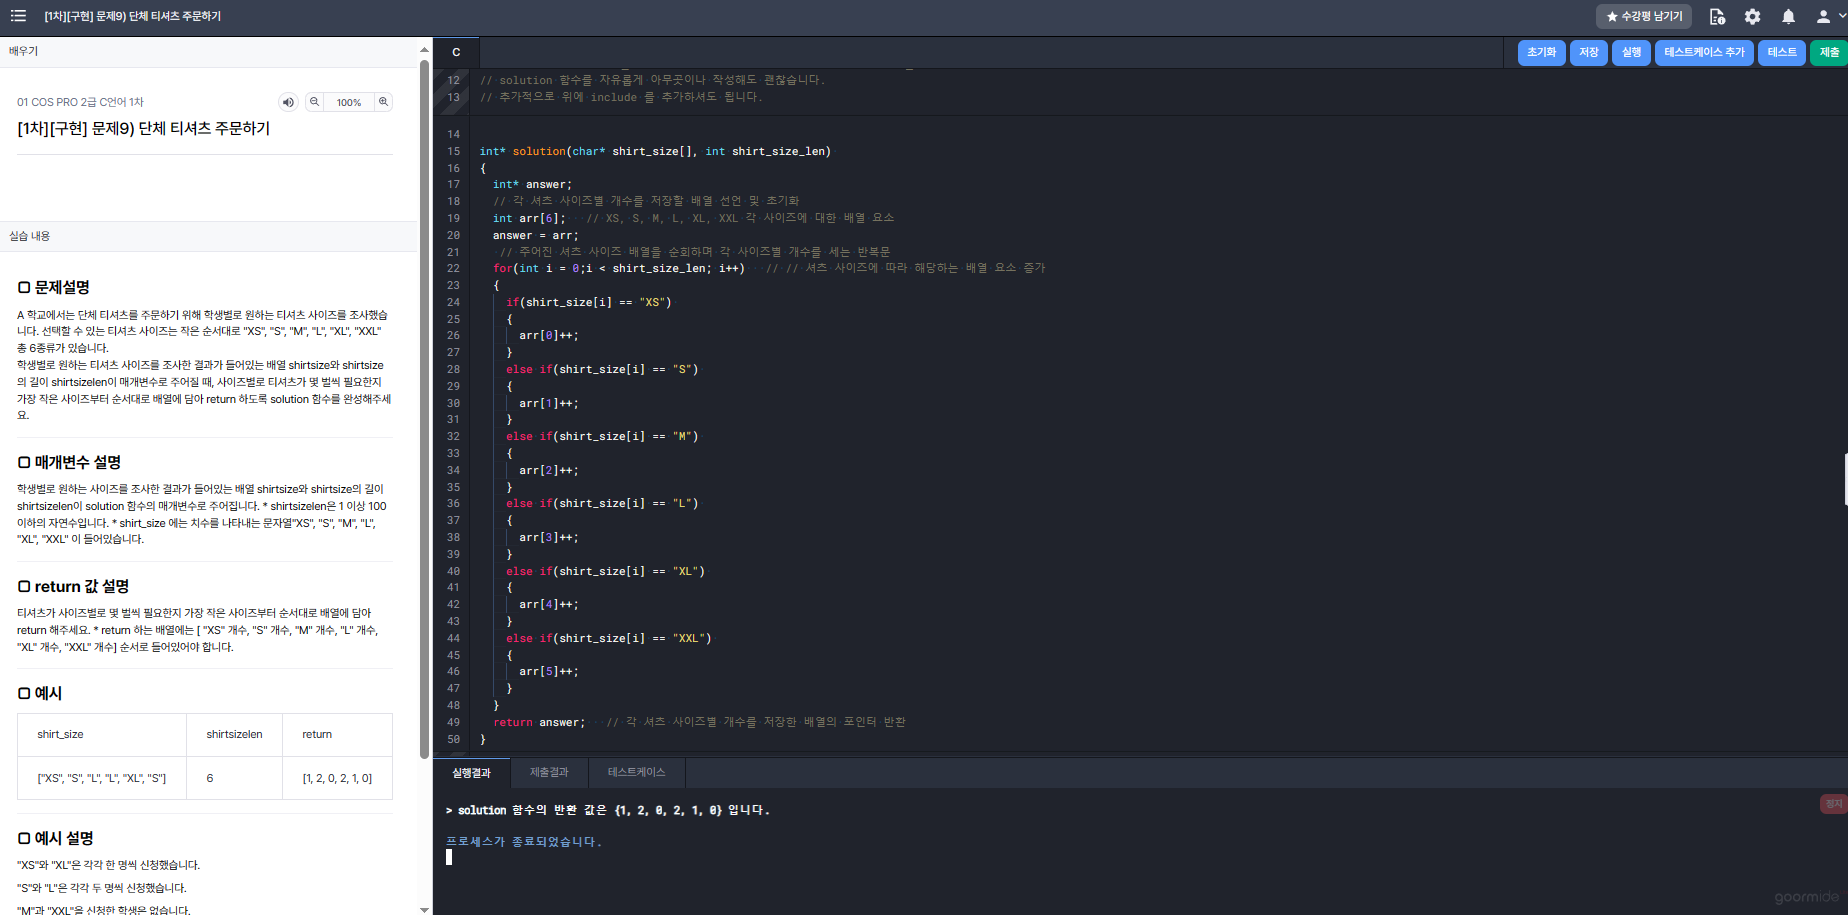 [1차][구현] 문제9) 단체 티셔츠 주문하기
★ 수강평 남기기
배우기
01 COS PRO 2급 C언어 1차
100%
[1차][구현] 문제9) 단체 티셔츠 주문하기
실습 내용
문제설명
A 학교에서는 단체 티셔츠를 주문하기 위해 학생별로 원하는 티셔츠 사이즈를 조사했습
니다. 선택할 수 있는 티셔츠 사이즈는 작은 순서대로 "XS", "S", "M", "L", "XL", "XXL"
총 6종류가 있습니다.
학생별로 원하는 티셔츠 사이즈를 조사한 결과가 들어있는 배열 shirtsize와 shirtsize
의 길이 shirtsizelen이 매개변수로 주어질 때, 사이즈별로 티셔츠가 몇 벌씩 필요한지
가장 작은 사이즈부터 순서대로 배열에 담아 return 하도록 solution 함수를 완성해주세
요.
매개변수 설명
학생별로 원하는 사이즈를 조사한 결과가 들어있는 배열 shirtsize와 shirtsize의 길이
shirtsizelen이 solution 함수의 매개변수로 주어집니다. * shirtsizelen은 1 이상 100
이하의 자연수입니다. * shirt_size 에는 치수를 나타내는 문자열"XS", "S", "M", "L",
"XL", "XXL" 이 들어있습니다.
return 값 설명
티셔츠가 사이즈별로 몇 벌씩 필요한지 가장 작은 사이즈부터 순서대로 배열에 담아
return 해주세요. * return 하는 배열에는 [ "XS" 개수, "S" 개수, "M" 개수, "L" 개수,
"XL" 개수, "XXL" 개수] 순서로 들어있어야 합니다.
예시
shirt_size shirtsizelen return
["XS", "S", "L", "L", "XL", "S"] 6 [1, 2, 0, 2, 1, 0]
예시 설명
"XS"와 "XL"은 각각 한 명씩 신청했습니다.
"S"와 "L"은 각각 두 명씩 신청했습니다.
"M"과 "XXL"을 신청한 학생은 없습니다.
C
초기화 저장 실행 테스트케이스 추가 테스트 제출
12 // solution 함수를 자유롭게 아무곳이나 작성해도 괜찮습니다.
13 // 추가적으로 위에 include 를 추가하셔도 됩니다.
14
15 int* solution(char* shirt_size[], int shirt_size_len)
16 {
17 int* answer;
18 // 각 셔츠 사이즈별 개수를 저장할 배열 선언 및 초기화
19 int arr[6]; // XS, S, M, L, XL, XXL 각 사이즈에 대한 배열 요소
20 answer = arr;
21 // 주어진 셔츠 사이즈 배열을 순회하며 각 사이즈별 개수를 세는 반복문
22 for(int i = 0;i < shirt_size_len; i++) // // 셔츠 사이즈에 따라 해당하는 배열 요소 증가
23 {
24 if(shirt_size[i] == "XS")
25 {
26 arr[0]++;
27 }
28 else if(shirt_size[i] == "S")
29 {
30 arr[1]++;
31 }
32 else if(shirt_size[i] == "M")
33 {
34 arr[2]++;
35 }
36 else if(shirt_size[i] == "L")
37 {
38 arr[3]++;
39 }
40 else if(shirt_size[i] == "XL")
41 {
42 arr[4]++;
43 }
44 else if(shirt_size[i] == "XXL")
45 {
46 arr[5]++;
47 }
48 }
49 return answer; // 각 셔츠 사이즈별 개수를 저장한 배열의 포인터 반환
50 }
실행결과 제출결과 테스트케이스
> solution 함수의 반환 값은 {1, 2, 0, 2, 1, 0} 입니다.
정지
프로세스가 종료되었습니다.
goormide